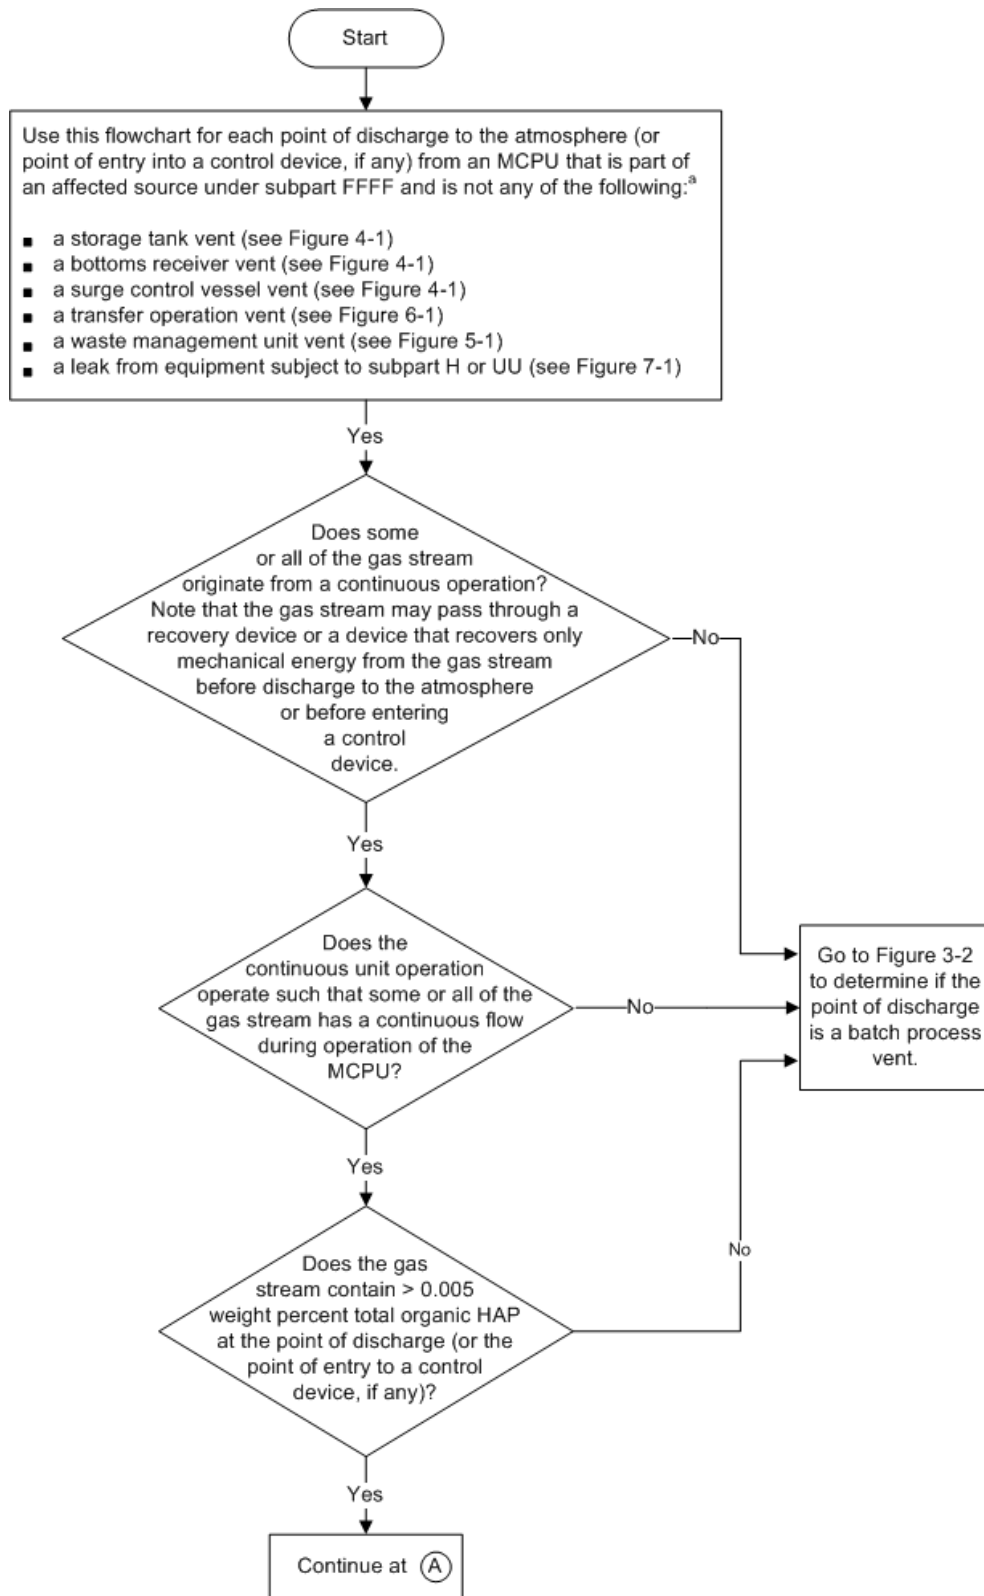 Start
Use this flowchart for each point of discharge to the atmosphere (or
point of entry into a control device, if any) from an MCPU that is part of
an affected source under subpart FFFF and is not any of the following:ᵃ
▪ a storage tank vent (see Figure 4-1)
▪ a bottoms receiver vent (see Figure 4-1)
▪ a surge control vessel vent (see Figure 4-1)
▪ a transfer operation vent (see Figure 6-1)
▪ a waste management unit vent (see Figure 5-1)
▪ a leak from equipment subject to subpart H or UU (see Figure 7-1)
Yes
Does some
or all of the gas stream
originate from a continuous operation?
Note that the gas stream may pass through a
recovery device or a device that recovers only
mechanical energy from the gas stream
before discharge to the atmosphere
or before entering
a control
device.
No
Yes
Does the
continuous unit operation
operate such that some or all of the
gas stream has a continuous flow
during operation of the
MCPU?
No
Go to Figure 3-2
to determine if the
point of discharge
is a batch process
vent.
Yes
Does the gas
stream contain > 0.005
weight percent total organic HAP
at the point of discharge (or the
point of entry to a control
device, if any)?
No
Yes
Continue at A